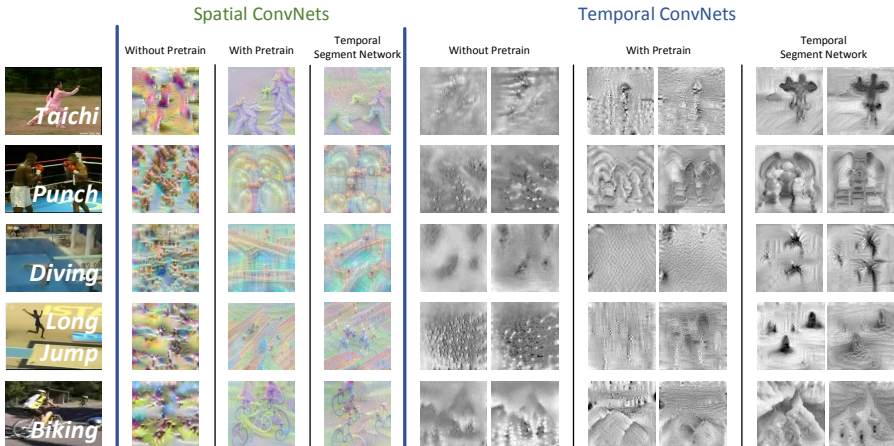 Spatial ConvNets
Temporal ConvNets
Without Pretrain
With Pretrain
Temporal
Segment Network
Without Pretrain
With Pretrain
Temporal
Segment Network
Taichi
Punch
Diving
Long
Jump
Biking